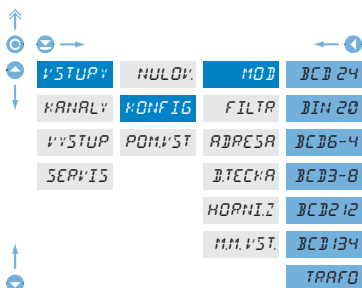 VSTUPY NULOV. MOD BCD 24
KANALY KONFIG FILTR BIN 20
VYSTUP POM.VST ADRESA BCD6-4
SERVIS D.TECKA BCD3-8
HORNI.Z BCD212
M.M. VST. BCD134
TRAFO